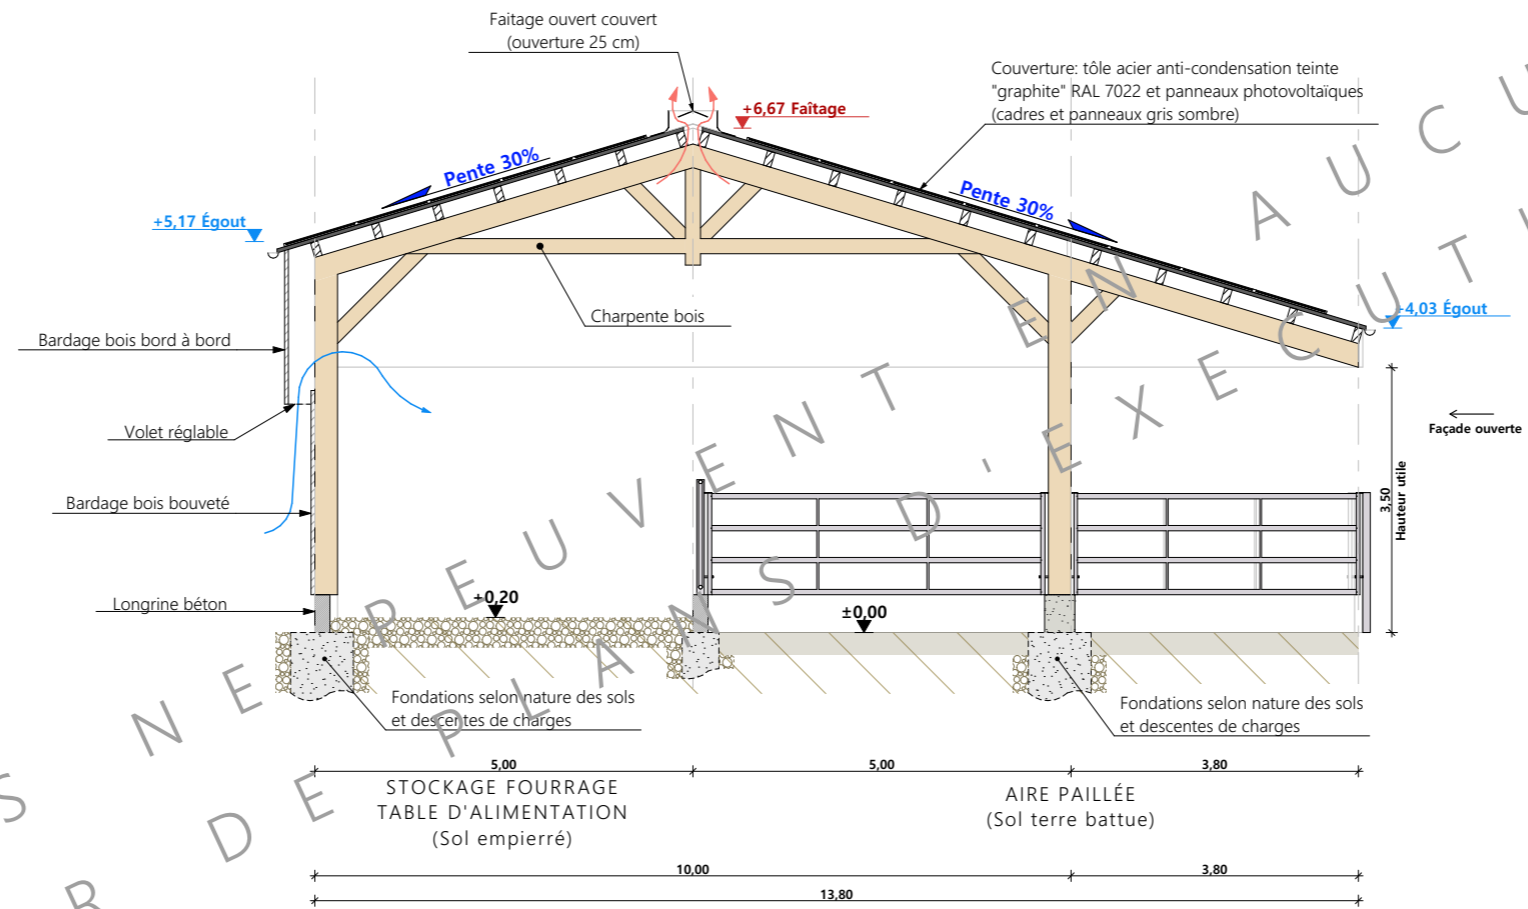 Faitage ouvert couvert
(ouverture 25 cm)
Couverture: tôle acier anti-condensation teinte
"graphite" RAL 7022 et panneaux photovoltaïques
(cadres et panneaux gris sombre)
+6,67 Faîtage
Pente 30%
Pente 30%
+5,17 Égout
+4,03 Égout
Charpente bois
Bardage bois bord à bord
Volet réglable
Façade ouverte
Bardage bois bouveté
3,50
Hauteur utile
Longrine béton
+0,20
±0,00
Fondations selon nature des sols
et descentes de charges
Fondations selon nature des sols
et descentes de charges
5,00
5,00
3,80
STOCKAGE FOURRAGE
TABLE D'ALIMENTATION
(Sol empierré)
AIRE PAILLÉE
(Sol terre battue)
10,00
3,80
13,80
S NE PEUVENT EN AUCU
R DE PLANS D'EXECUTI